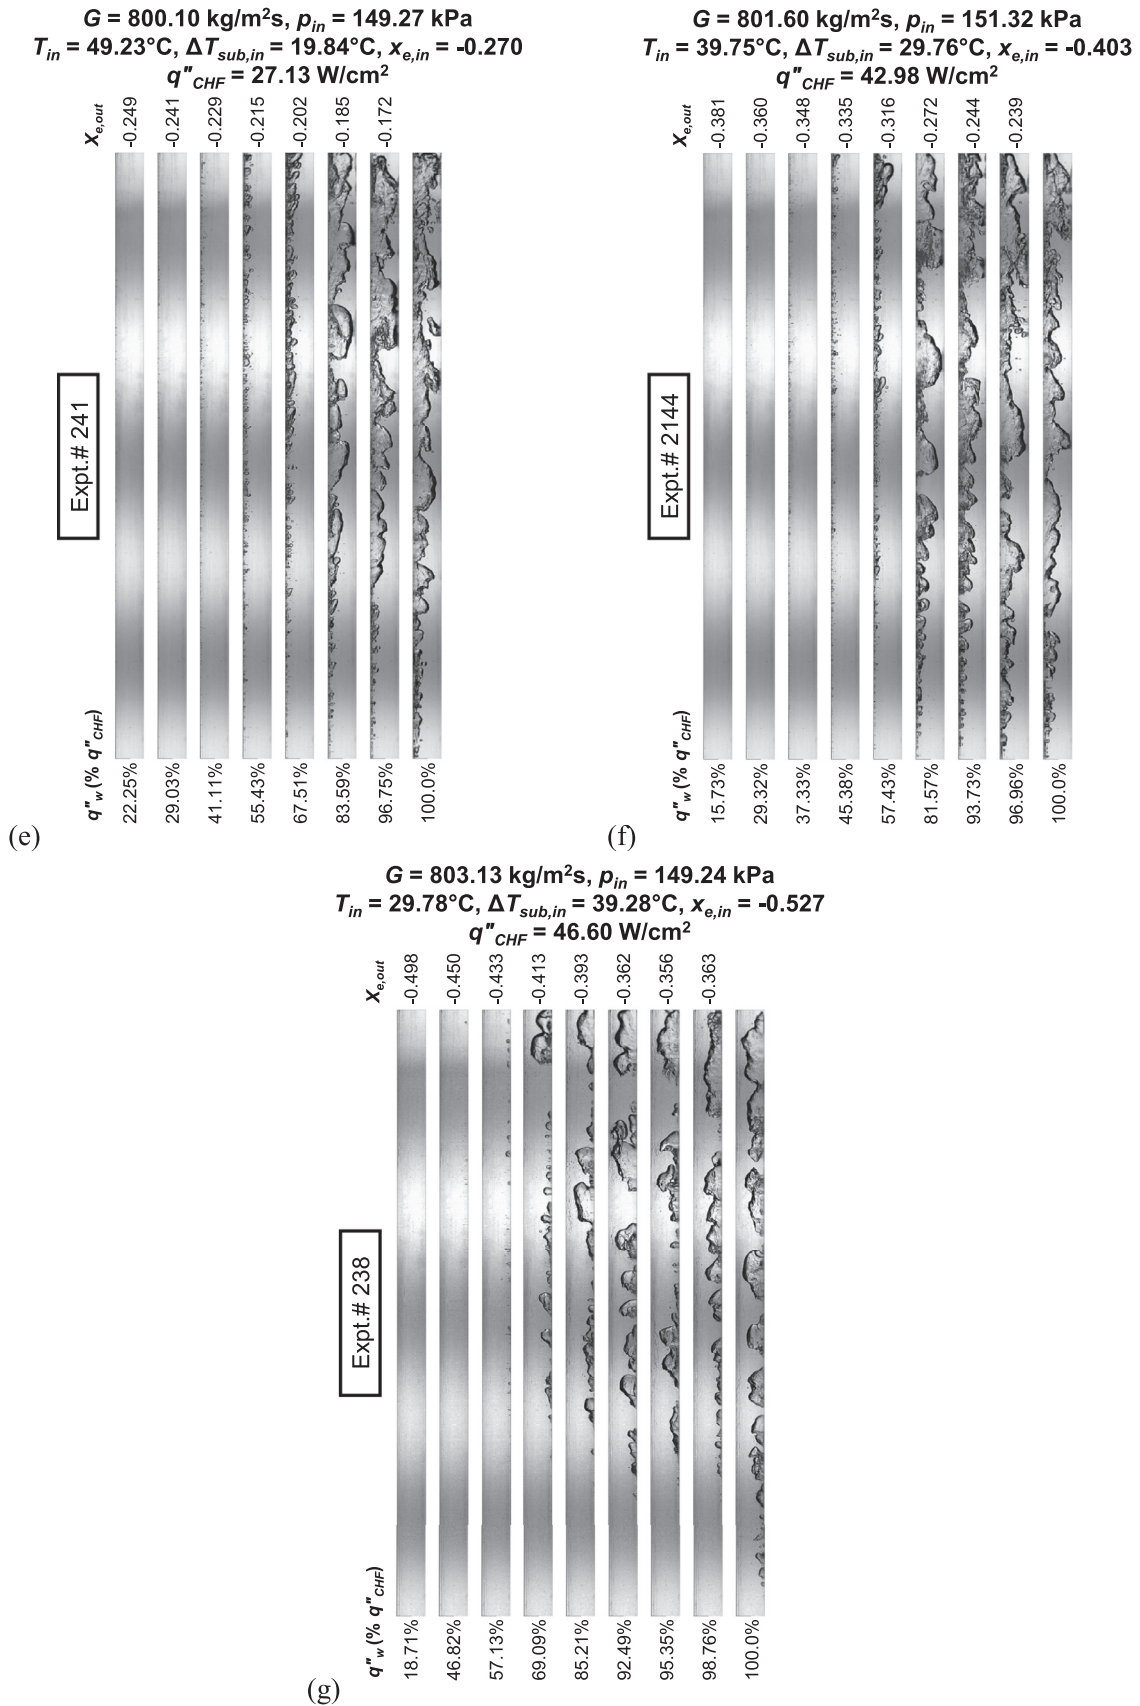 G = 800.10 kg/m²s, p_in = 149.27 kPa
T_in = 49.23°C, ΔT_sub,in = 19.84°C, x_e,in = -0.270
q"_CHF = 27.13 W/cm²
x_e,out
-0.249
-0.241
-0.229
-0.215
-0.202
-0.185
-0.172
Expt.# 241
q"_w (% q"_CHF)
22.25%
29.03%
41.11%
55.43%
67.51%
83.59%
96.75%
100.0%
(e)
G = 801.60 kg/m²s, p_in = 151.32 kPa
T_in = 39.75°C, ΔT_sub,in = 29.76°C, x_e,in = -0.403
q"_CHF = 42.98 W/cm²
x_e,out
-0.381
-0.360
-0.348
-0.335
-0.316
-0.272
-0.244
-0.239
Expt.# 2144
q"_w (% q"_CHF)
15.73%
29.32%
37.33%
45.38%
57.43%
81.57%
93.73%
96.96%
100.0%
(f)
G = 803.13 kg/m²s, p_in = 149.24 kPa
T_in = 29.78°C, ΔT_sub,in = 39.28°C, x_e,in = -0.527
q"_CHF = 46.60 W/cm²
x_e,out
-0.498
-0.450
-0.433
-0.413
-0.393
-0.362
-0.356
-0.363
Expt.# 238
q"_w (% q"_CHF)
18.71%
46.82%
57.13%
69.09%
85.21%
92.49%
95.35%
98.76%
100.0%
(g)